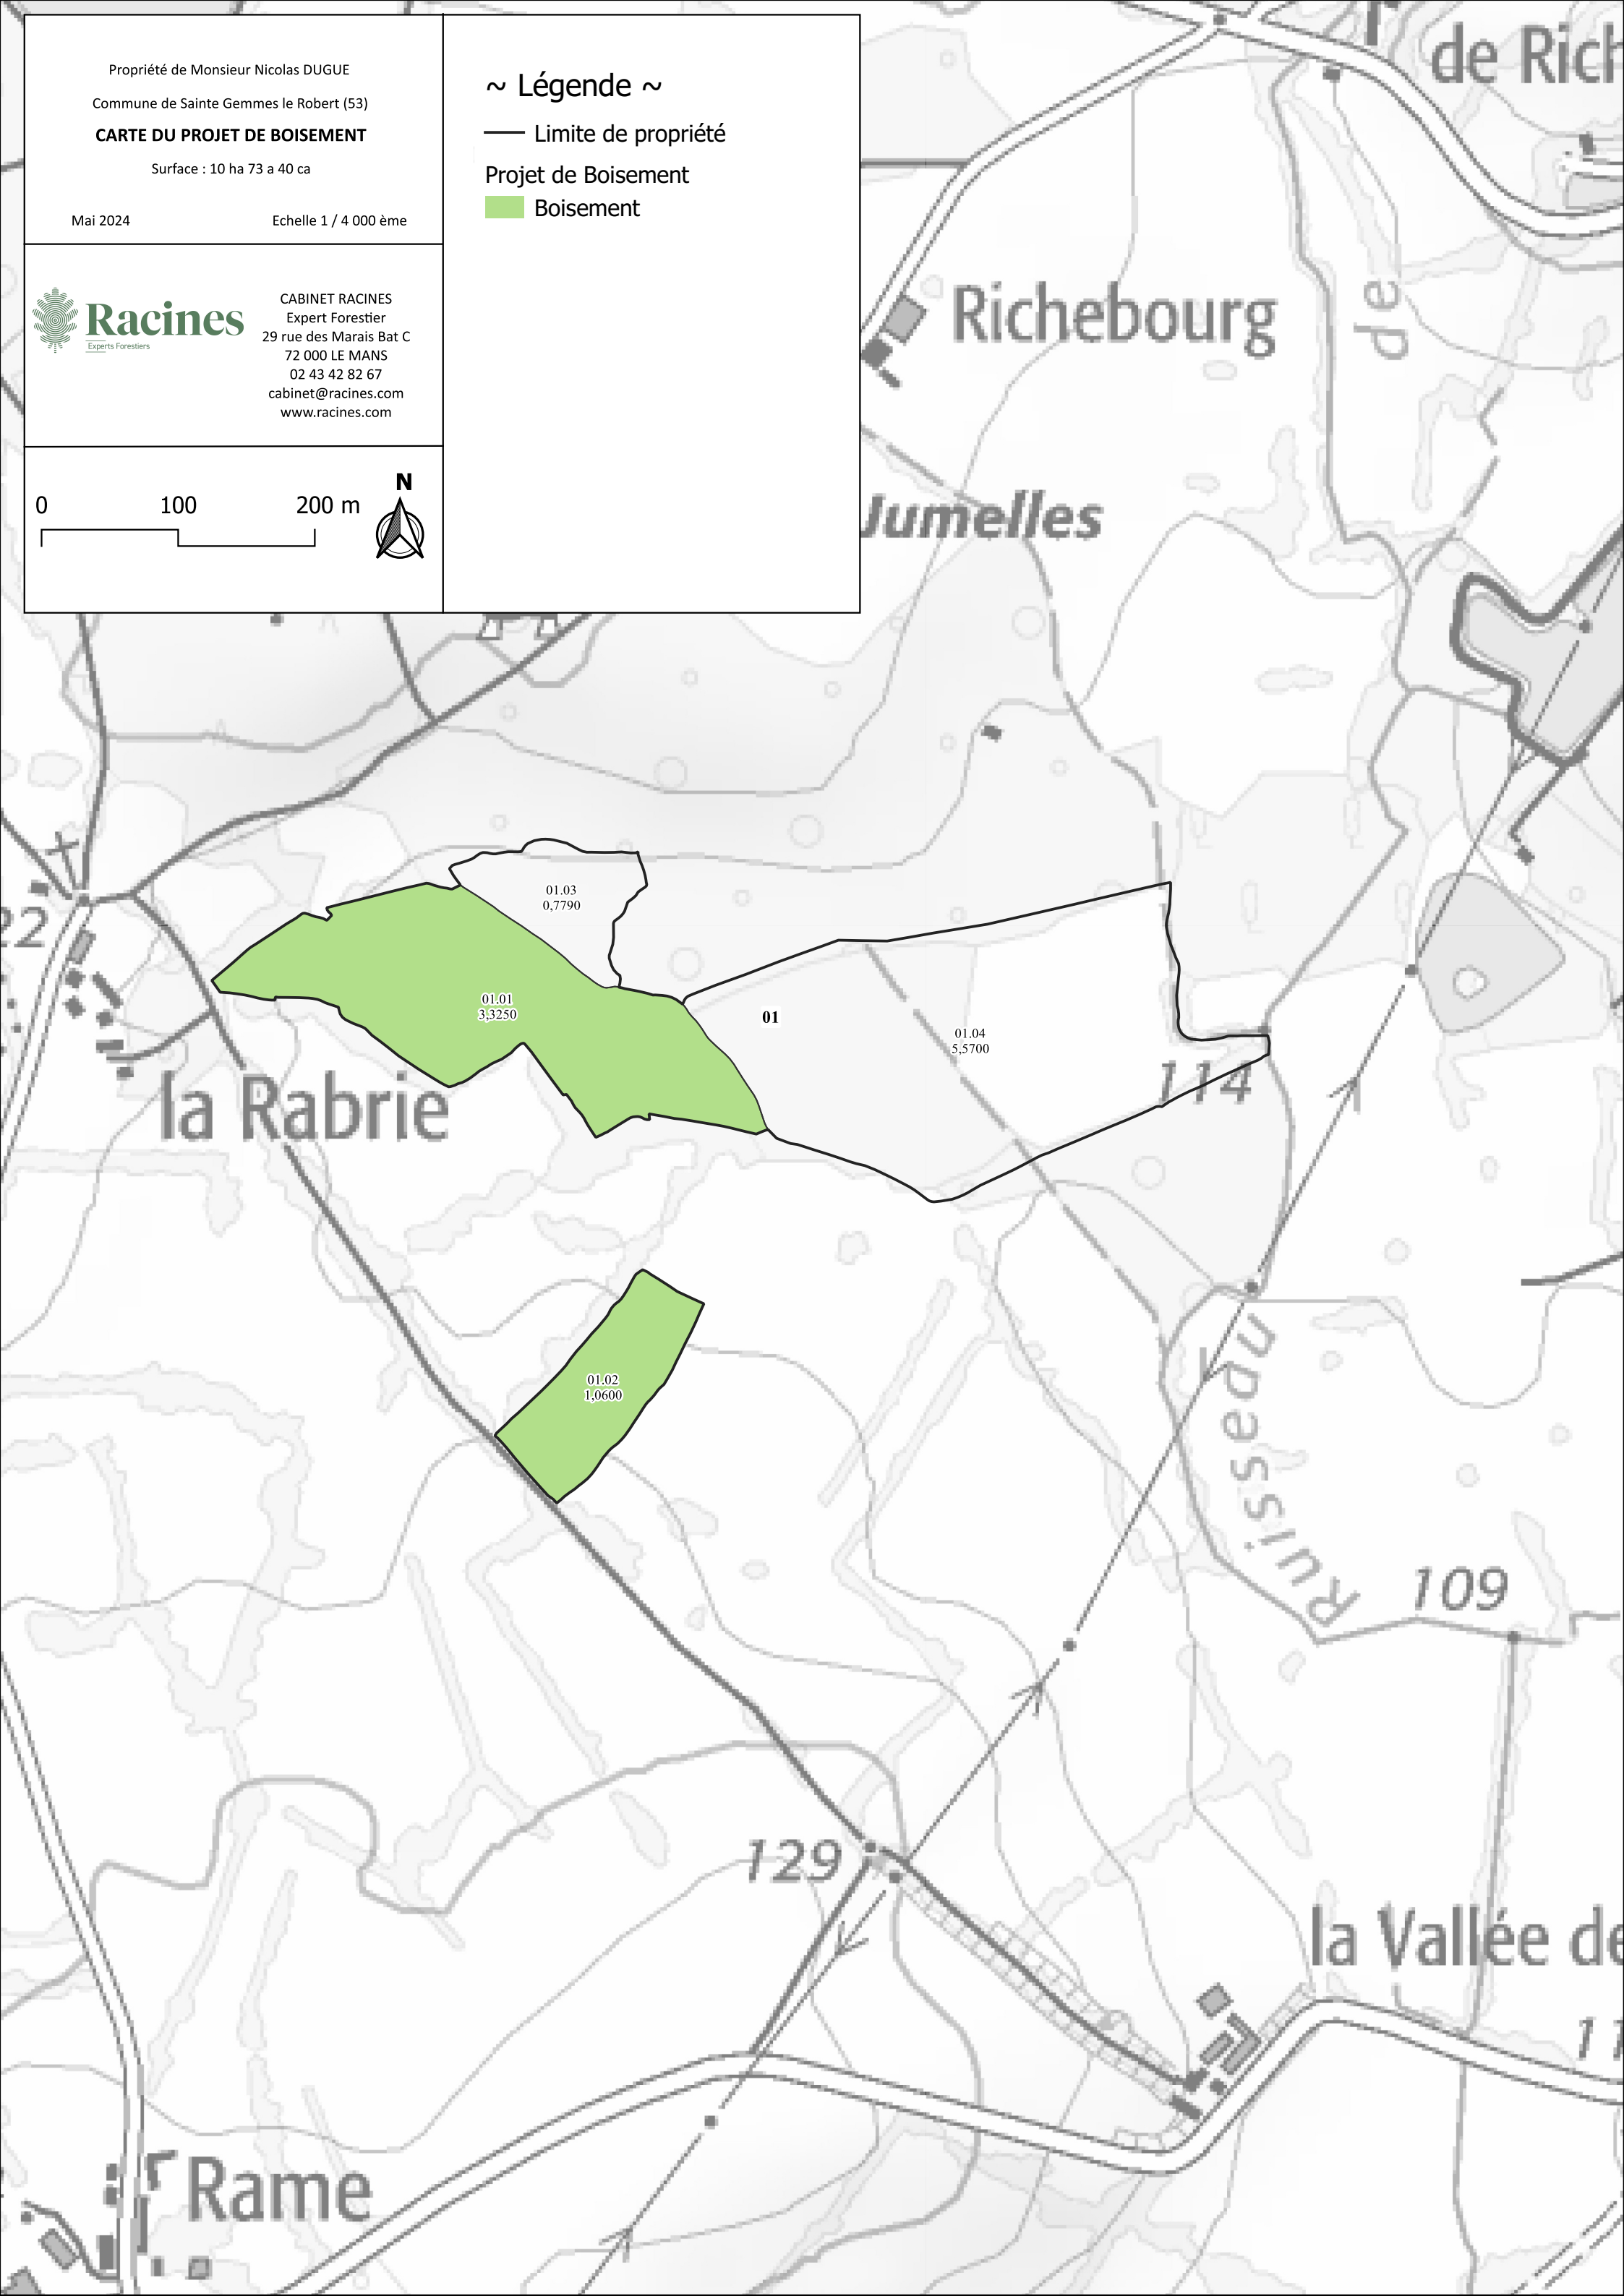 Propriété de Monsieur Nicolas DUGUE
Commune de Sainte Gemmes le Robert (53)
CARTE DU PROJET DE BOISEMENT
Surface : 10 ha 73 a 40 ca
Mai 2024 Echelle 1 / 4 000 ème
Racines
Experts Forestiers
CABINET RACINES
Expert Forestier
29 rue des Marais Bat C
72 000 LE MANS
02 43 42 82 67
cabinet@racines.com
www.racines.com
0 100 200 m
N
~ Légende ~
Limite de propriété
Projet de Boisement
Boisement
de Rich
Richebourg
de
Jumelles
22
01.03
0,7790
01.01
3,3250
01
01.04
5,5700
114
la Rabrie
01.02
1,0600
Ruisseau
109
129
la Vallée de
11
Rame